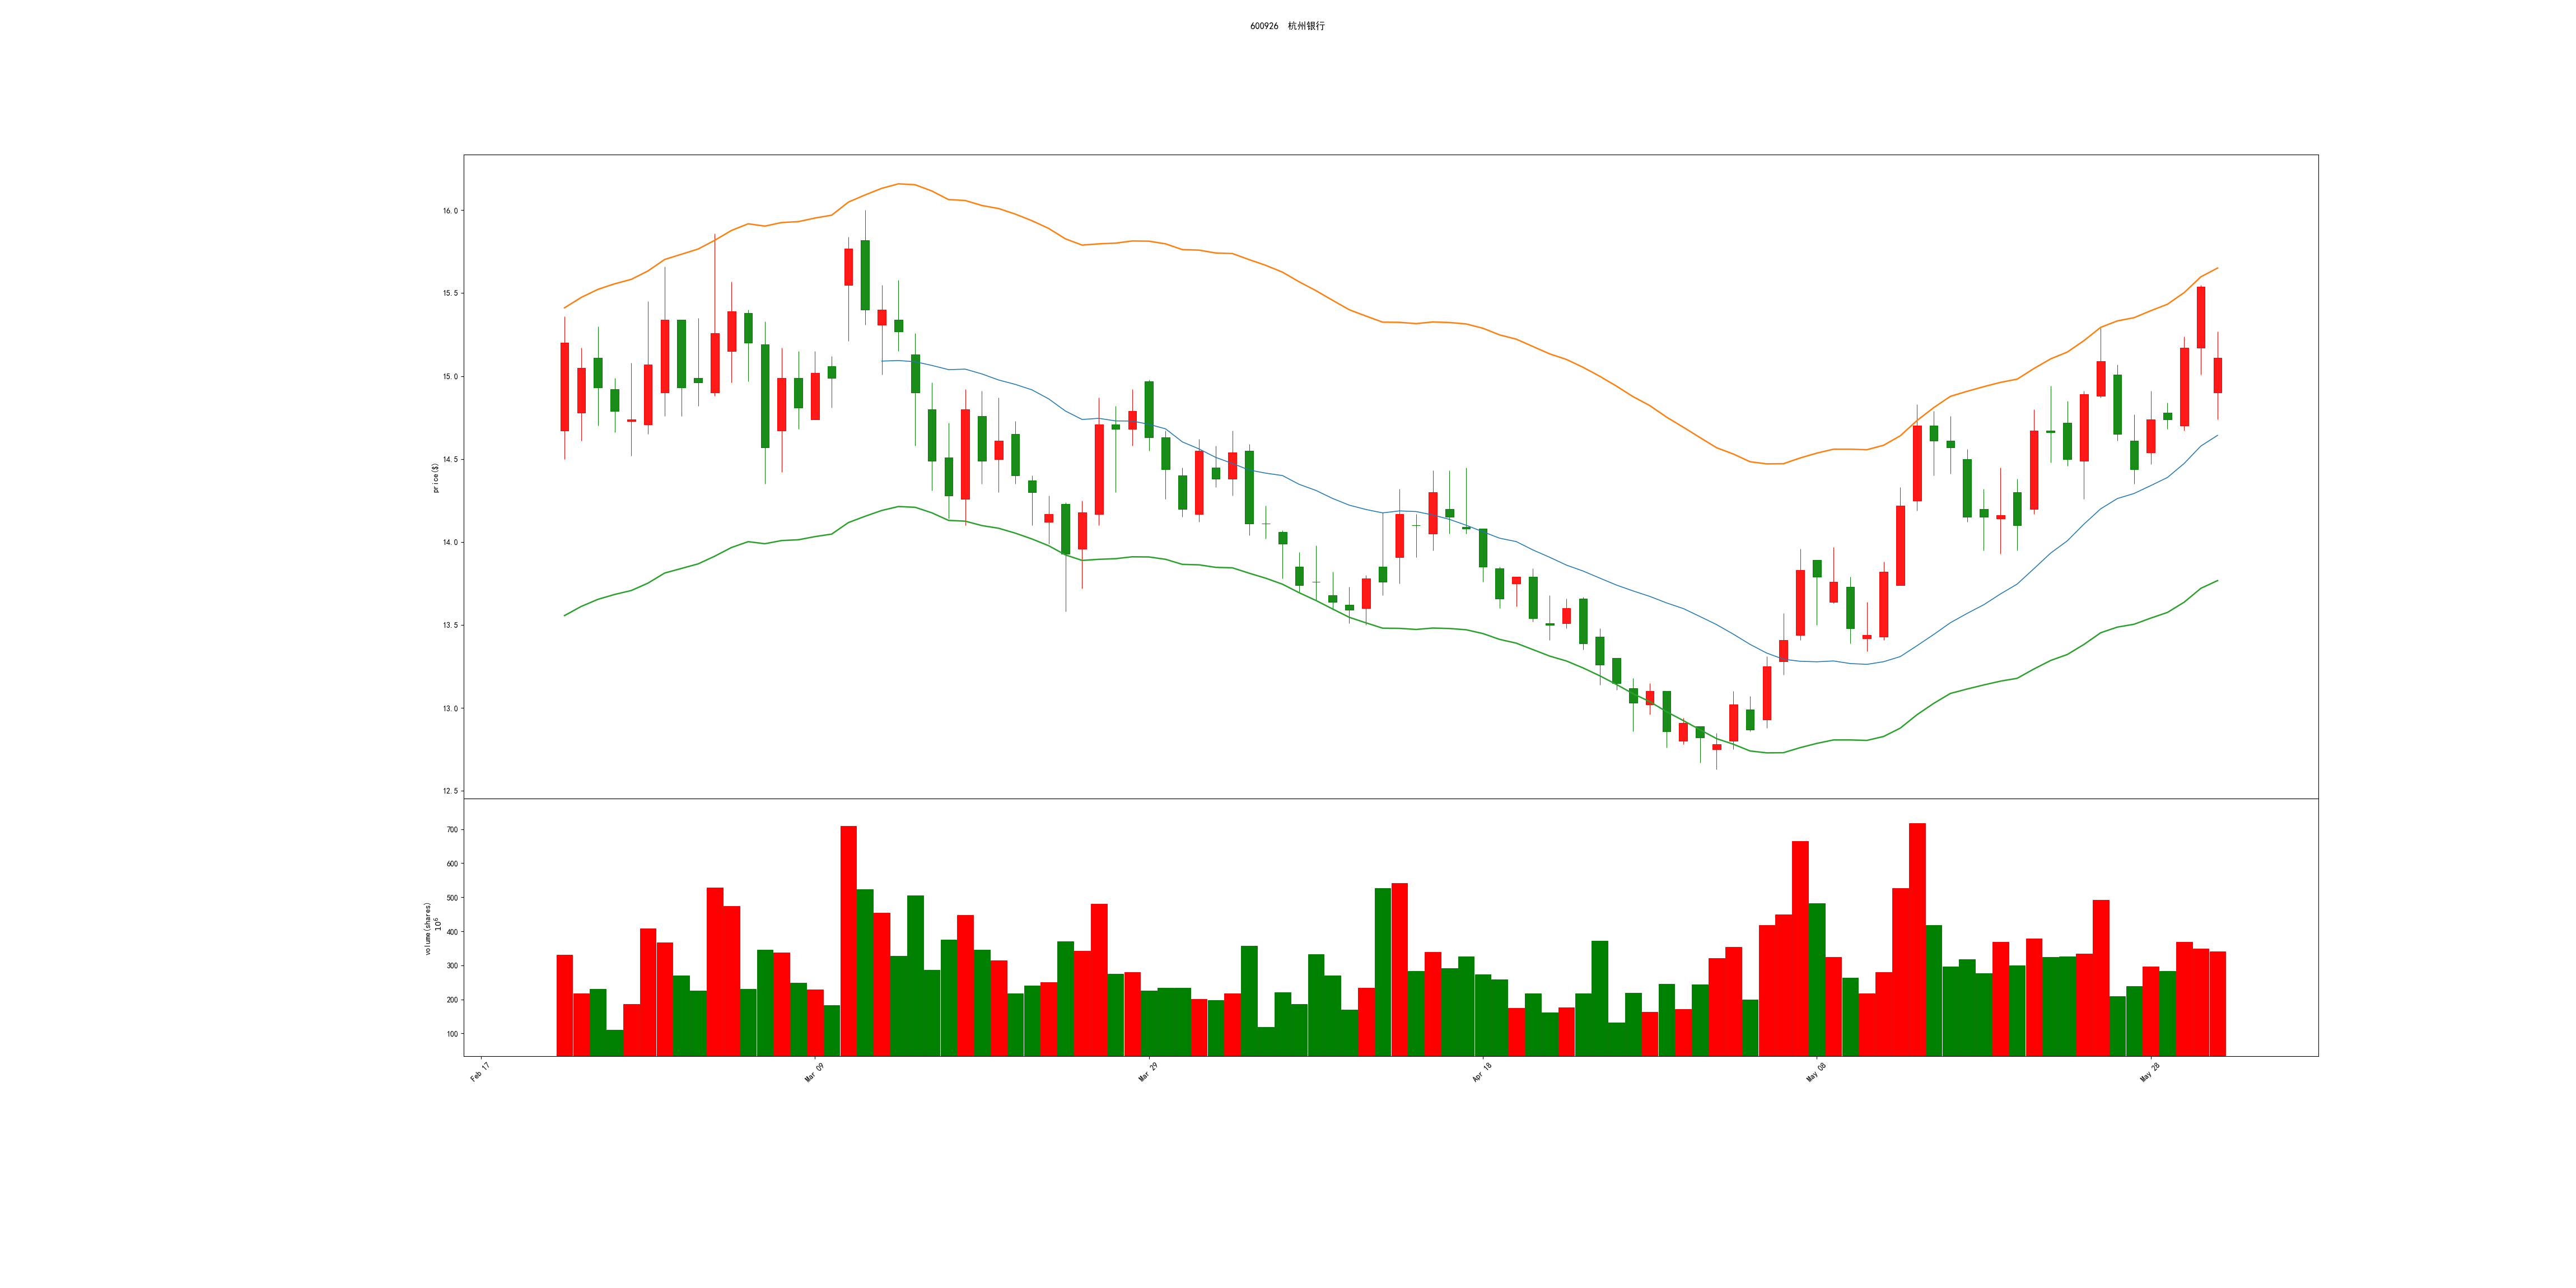 600926  杭州银行
16.0
15.5
15.0
14.5
14.0
13.5
13.0
12.5
price($)
700
600
500
400
300
200
100
volume(shares)
10^6
Feb 17
Mar 09
Mar 29
Apr 18
May 08
May 28